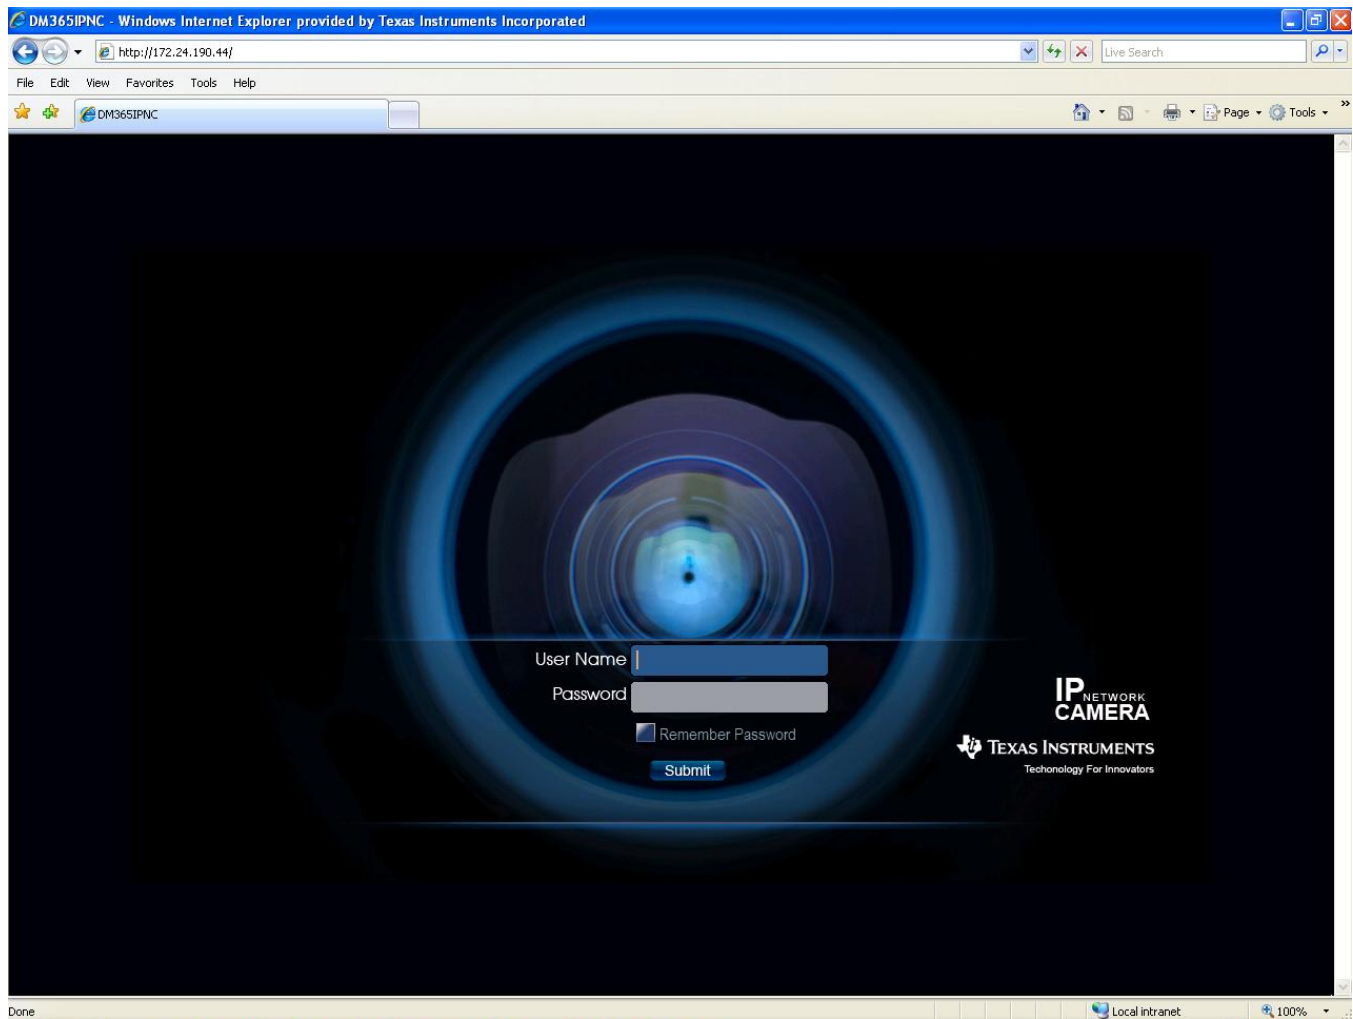 DM365IPNC - Windows Internet Explorer provided by Texas Instruments Incorporated
http://172.24.190.44/
Live Search
File Edit View Favorites Tools Help
DM365IPNC
Page Tools
User Name
Password
Remember Password
Submit
IP NETWORK
CAMERA
TEXAS INSTRUMENTS
Techonology For Innovators
Done
Local intranet
100%